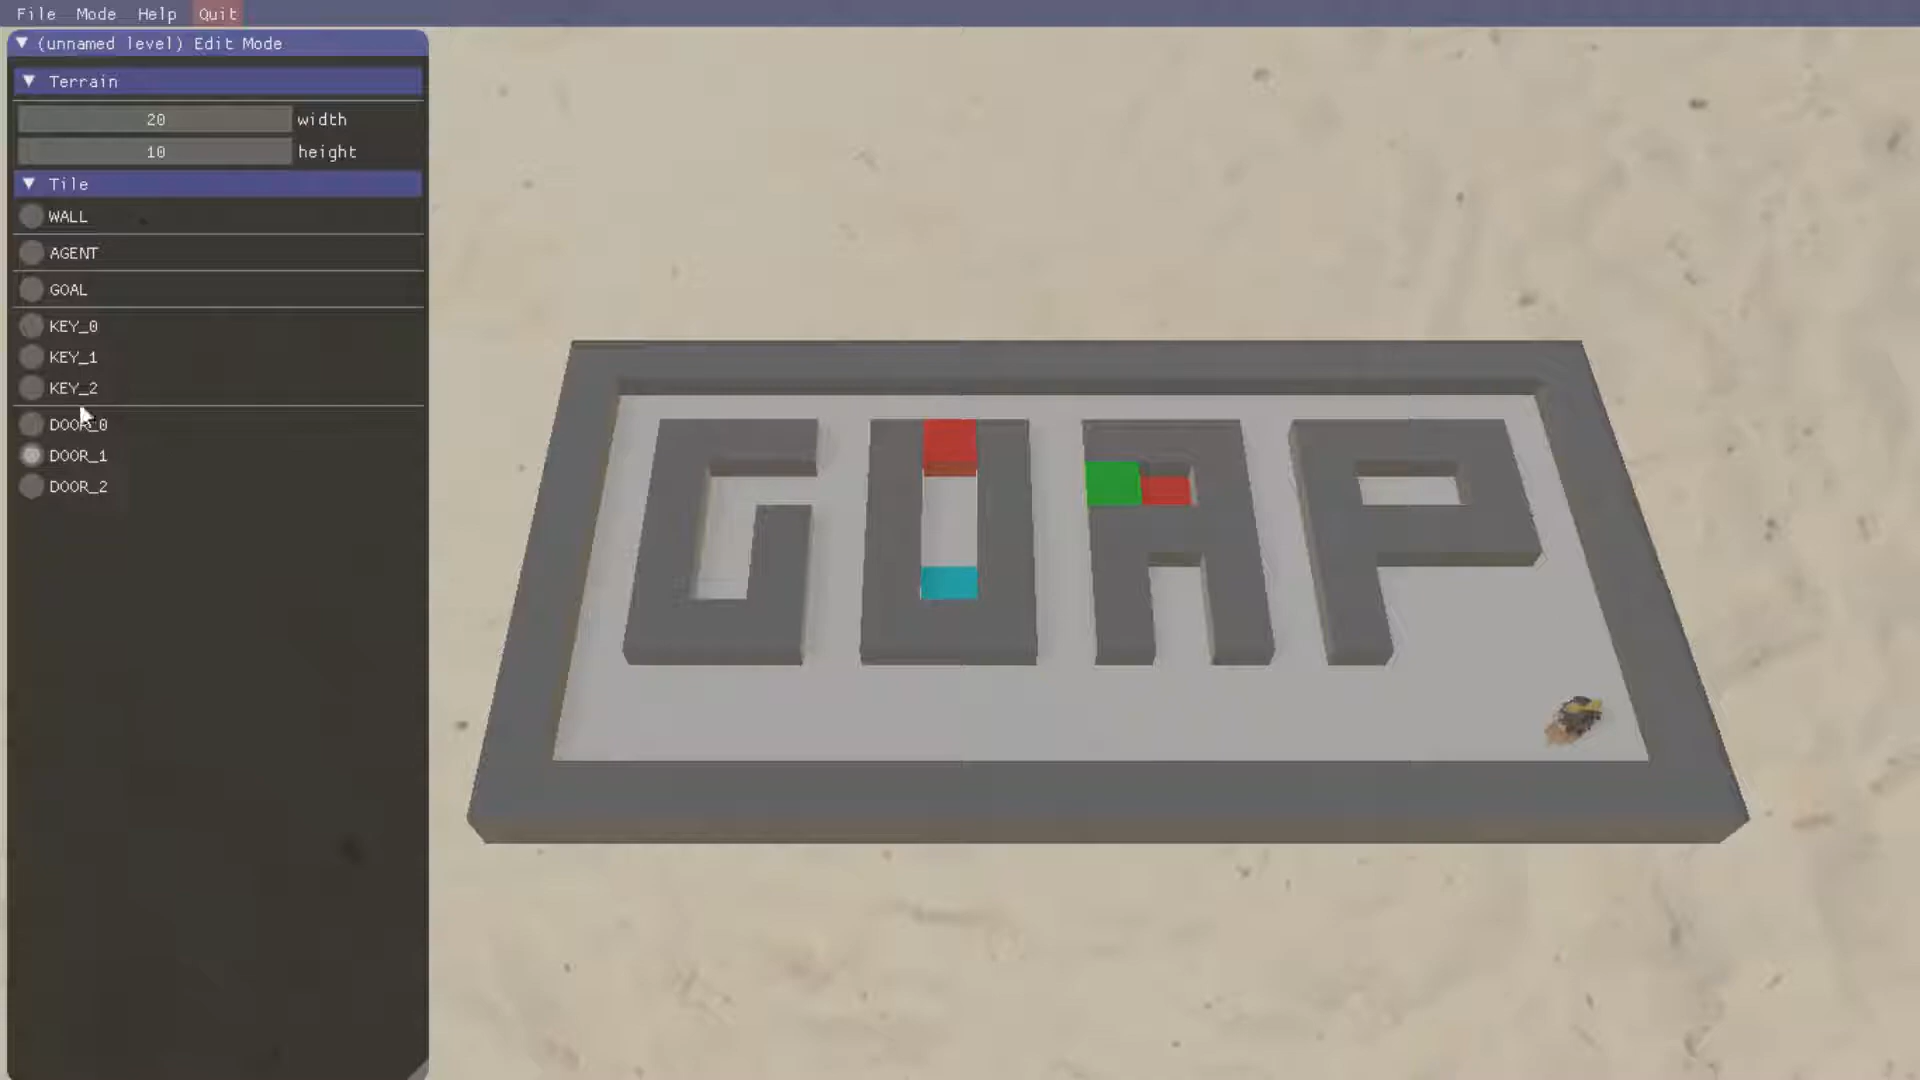 File Mode Help Quit
(unnamed level) Edit Mode
Terrain
20 width
10 height
Tile
WALL
AGENT
GOAL
KEY_0
KEY_1
KEY_2
DOOR_0
DOOR_1
DOOR_2
GOAP